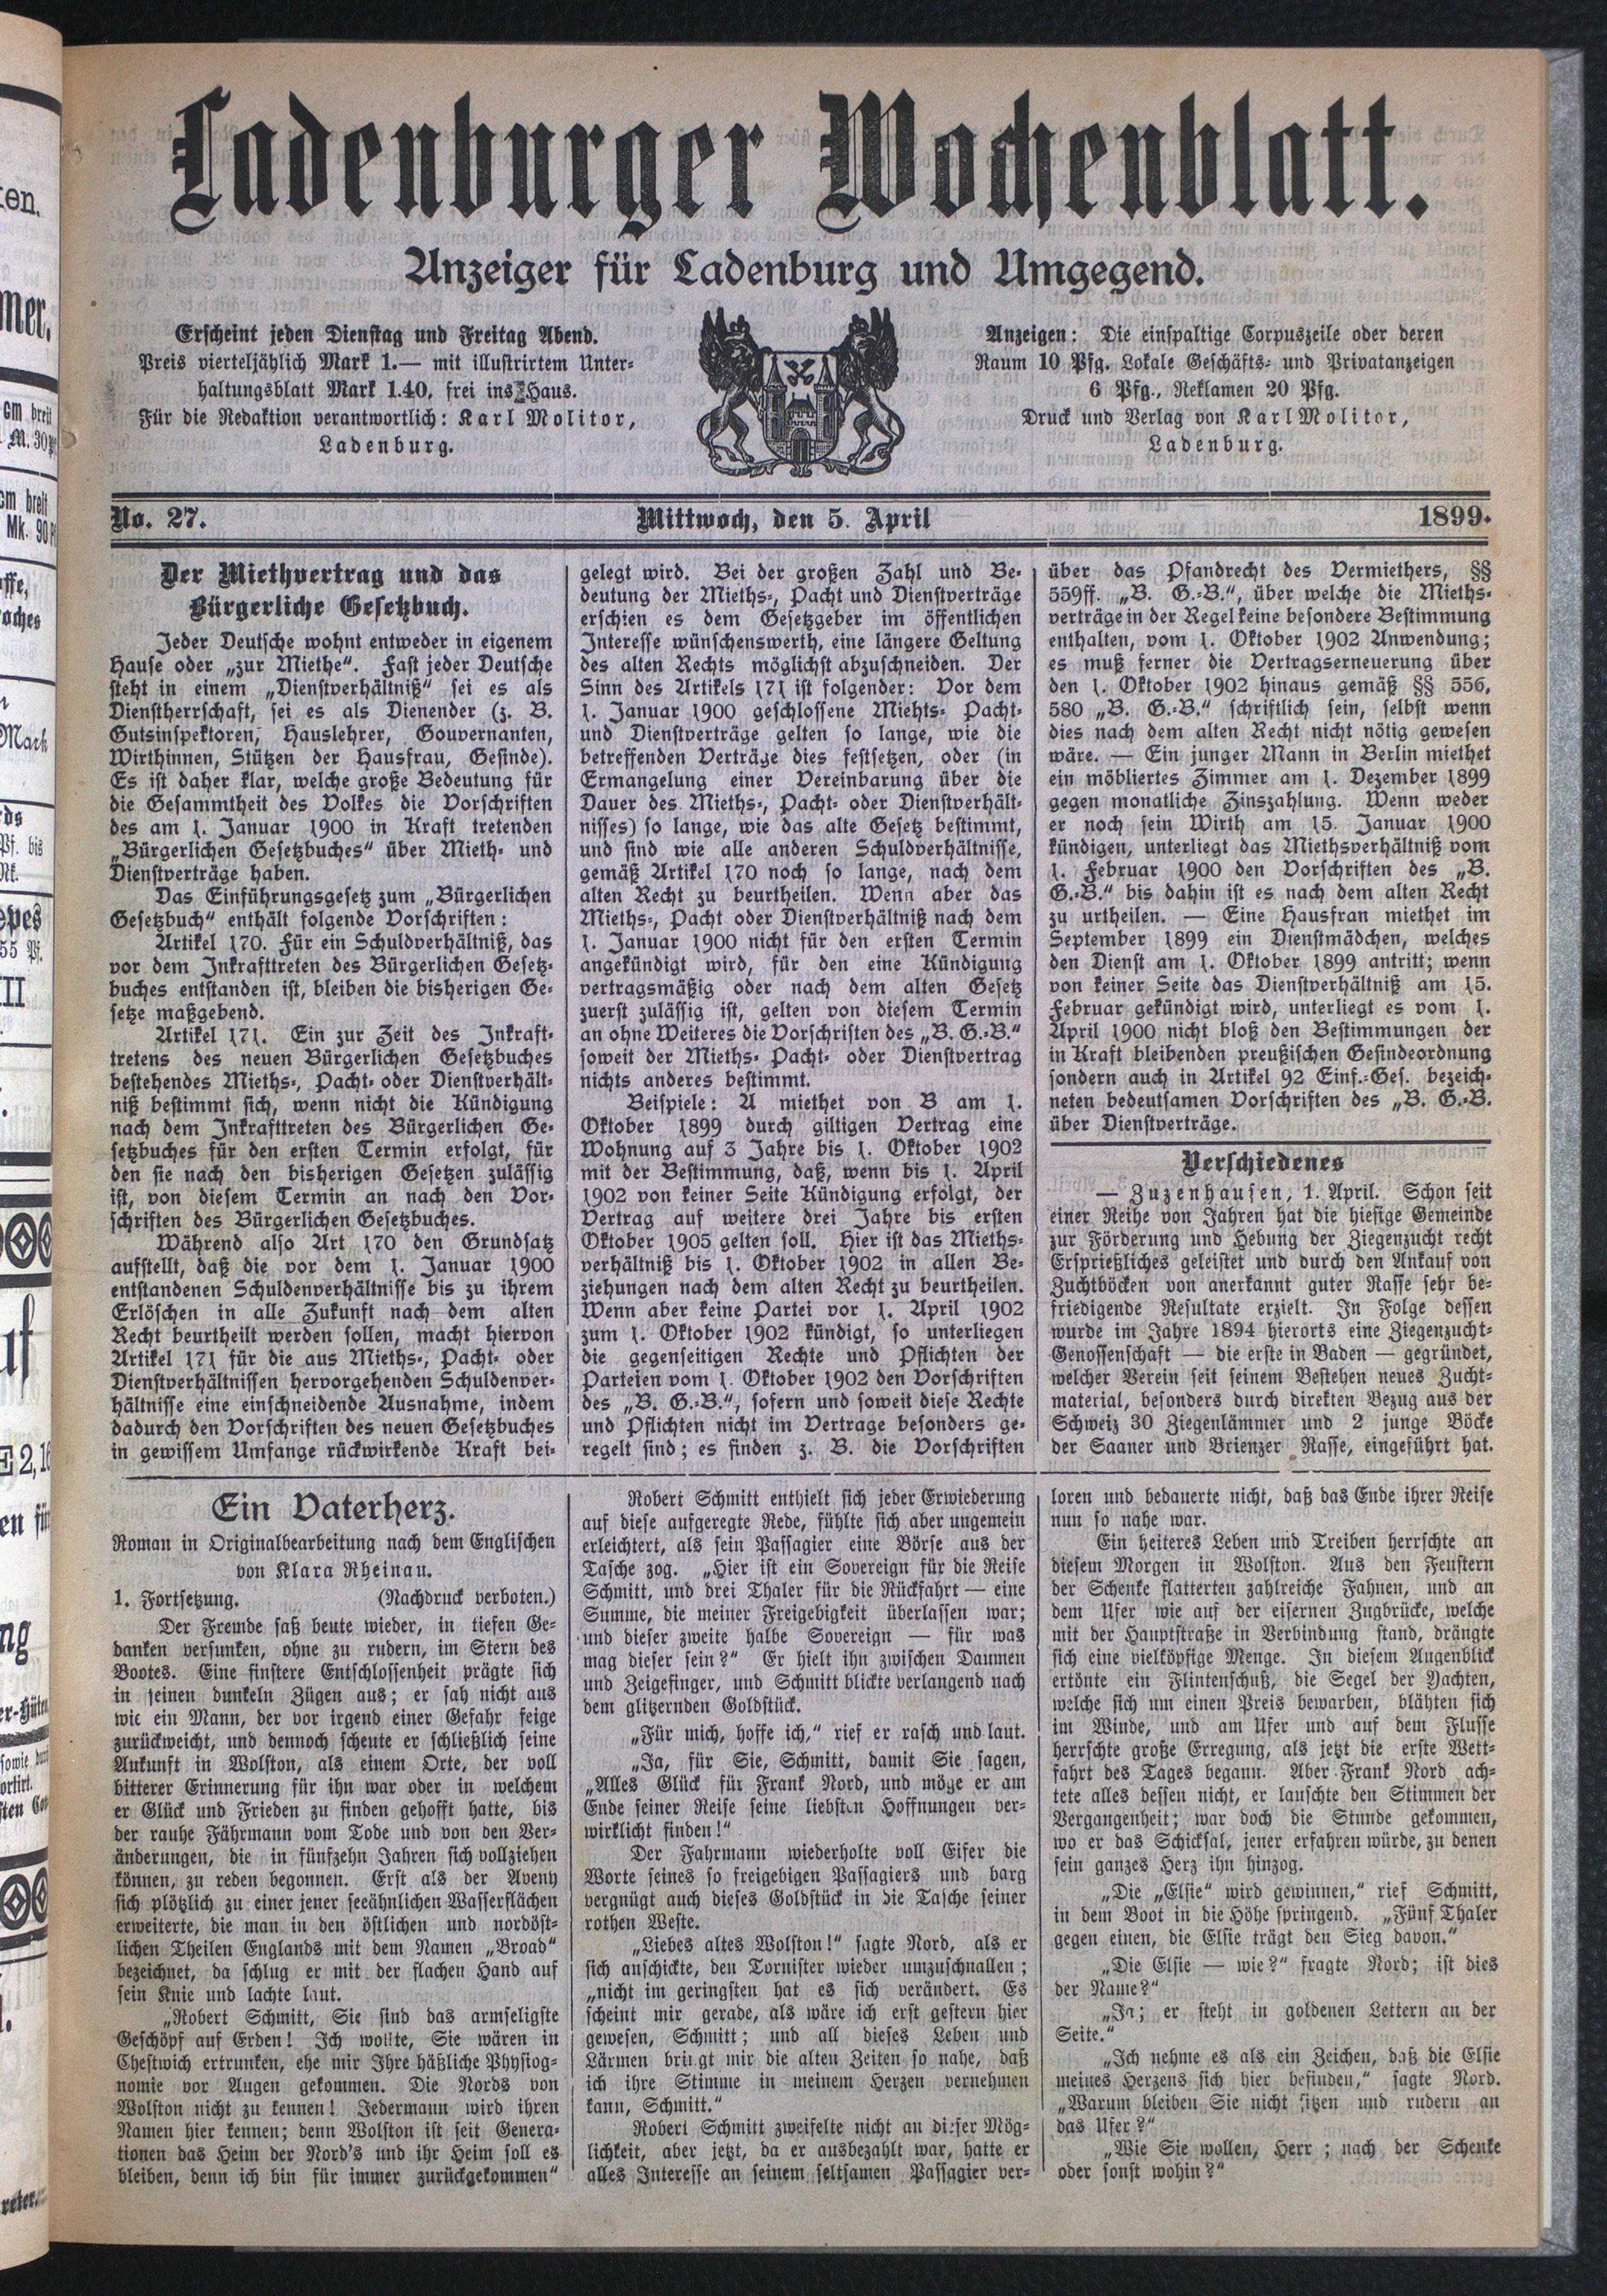 Ladenburger Wochenblatt.
Anzeiger für Ladenburg und Umgegend.
Erscheint jeden Dienstag und Freitag Abend.
Preis vierteljählich Mark 1.— mit illustrirtem Unter-
haltungsblatt Mark 1.40, frei ins Haus.
Für die Redaktion verantwortlich: Karl Molitor,
Ladenburg.
Anzeigen: Die einspaltige Corpuszeile oder deren
Raum 10 Pfg. Lokale Geschäfts- und Privatanzeigen
6 Pfg., Reklamen 20 Pfg.
Druck und Verlag von Karl Molitor,
Ladenburg.
No. 27.
Mittwoch, den 5. April
1899.
Der Miethvertrag und das
Bürgerliche Gesetzbuch.
Jeder Deutsche wohnt entweder in eigenem
Hause oder „zur Miethe“. Fast jeder Deutsche
steht in einem „Dienstverhältniß“ sei es als
Dienstherrschaft, sei es als Dienender (z. B.
Gutsinspektoren, Hauslehrer, Gouvernanten,
Wirthinnen, Stützen der Hausfrau, Gesinde).
Es ist daher klar, welche große Bedeutung für
die Gesammtheit des Volkes die Vorschriften
des am 1. Januar 1900 in Kraft tretenden
„Bürgerlichen Gesetzbuches“ über Mieth- und
Dienstverträge haben.
Das Einführungsgesetz zum „Bürgerlichen
Gesetzbuch“ enthält folgende Vorschriften:
Artikel 170. Für ein Schuldverhältniß, das
vor dem Inkrafttreten des Bürgerlichen Gesetz-
buches entstanden ist, bleiben die bisherigen Ge-
setze maßgebend.
Artikel 171. Ein zur Zeit des Inkraft-
tretens des neuen Bürgerlichen Gesetzbuches
bestehendes Mieths-, Pacht- oder Dienstverhält-
niß bestimmt sich, wenn nicht die Kündigung
nach dem Inkrafttreten des Bürgerlichen Ge-
setzbuches für den ersten Termin erfolgt, für
den sie nach den bisherigen Gesetzen zulässig
ist, von diesem Termin an nach den Vor-
schriften des Bürgerlichen Gesetzbuches.
Während also Art 170 den Grundsatz
aufstellt, daß die vor dem 1. Januar 1900
entstandenen Schuldenverhältnisse bis zu ihrem
Erlöschen in alle Zukunft nach dem alten
Recht beurtheilt werden sollen, macht hiervon
Artikel 171 für die aus Mieths-, Pacht- oder
Dienstverhältnissen hervorgehenden Schuldenver-
hältnisse eine einschneidende Ausnahme, indem
dadurch den Vorschriften des neuen Gesetzbuches
in gewissem Umfange rückwirkende Kraft bei-
gelegt wird. Bei der großen Zahl und Be-
deutung der Mieths-, Pacht und Dienstverträge
erschien es dem Gesetzgeber im öffentlichen
Interesse wünschenswerth, eine längere Geltung
des alten Rechts möglichst abzuschneiden. Der
Sinn des Artikels 171 ist folgender: Vor dem
1. Januar 1900 geschlossene Miehts- Pacht-
und Dienstverträge gelten so lange, wie die
betreffenden Verträge dies festsetzen, oder (in
Ermangelung einer Vereinbarung über die
Dauer des Mieths-, Pacht- oder Dienstverhält-
nisses) so lange, wie das alte Gesetz bestimmt,
und sind wie alle anderen Schuldverhältnisse,
gemäß Artikel 170 noch so lange, nach dem
alten Recht zu beurtheilen. Wenn aber das
Mieths-, Pacht oder Dienstverhältniß nach dem
1. Januar 1900 nicht für den ersten Termin
angekündigt wird, für den eine Kündigung
vertragsmäßig oder nach dem alten Gesetz
zuerst zulässig ist, gelten von diesem Termin
an ohne Weiteres die Vorschriften des „B. G.-B.“
soweit der Mieths- Pacht- oder Dienstvertrag
nichts anderes bestimmt.
Beispiele: A miethet von B am 1.
Oktober 1899 durch giltigen Vertrag eine
Wohnung auf 3 Jahre bis 1. Oktober 1902
mit der Bestimmung, daß, wenn bis 1. April
1902 von keiner Seite Kündigung erfolgt, der
Vertrag auf weitere drei Jahre bis ersten
Oktober 1905 gelten soll. Hier ist das Mieths-
verhältniß bis 1. Oktober 1902 in allen Be-
ziehungen nach dem alten Recht zu beurtheilen.
Wenn aber keine Partei vor 1. April 1902
zum 1. Oktober 1902 kündigt, so unterliegen
die gegenseitigen Rechte und Pflichten der
Parteien vom 1. Oktober 1902 den Vorschriften
des „B. G.-B.“, sofern und soweit diese Rechte
und Pflichten nicht im Vertrage besonders ge-
regelt sind; es finden z. B. die Vorschriften
über das Pfandrecht des Vermiethers, §§
559ff. „B. G.-B.“, über welche die Mieths-
verträge in der Regel keine besondere Bestimmung
enthalten, vom 1. Oktober 1902 Anwendung;
es muß ferner die Vertragserneuerung über
den 1. Oktober 1902 hinaus gemäß §§ 556,
580 „B. G.-B.“ schriftlich sein, selbst wenn
dies nach dem alten Recht nicht nötig gewesen
wäre. — Ein junger Mann in Berlin miethet
ein möbliertes Zimmer am 1. Dezember 1899
gegen monatliche Zinszahlung. Wenn weder
er noch sein Wirth am 15. Januar 1900
kündigen, unterliegt das Miethsverhältniß vom
1. Februar 1900 den Vorschriften des „B.
G.-B.“ bis dahin ist es nach dem alten Recht
zu urtheilen. — Eine Hausfran miethet im
September 1899 ein Dienstmädchen, welches
den Dienst am 1. Oktober 1899 antritt; wenn
von keiner Seite das Dienstverhältniß am 15.
Februar gekündigt wird, unterliegt es vom 1.
April 1900 nicht bloß den Bestimmungen der
in Kraft bleibenden preußischen Gesindeordnung
sondern auch in Artikel 92 Einf.-Ges. bezeich-
neten bedeutsamen Vorschriften des „B. G.-B.
über Dienstverträge.
Verschiedenes
— Zuzenhausen, 1. April. Schon seit
einer Reihe von Jahren hat die hiesige Gemeinde
zur Förderung und Hebung der Ziegenzucht recht
Ersprießliches geleistet und durch den Ankauf von
Zuchtböcken von anerkannt guter Rasse sehr be-
friedigende Resultate erzielt. In Folge dessen
wurde im Jahre 1894 hierorts eine Ziegenzucht-
Genossenschaft — die erste in Baden — gegründet,
welcher Verein seit seinem Bestehen neues Zucht-
material, besonders durch direkten Bezug aus der
Schweiz 30 Ziegenlämmer und 2 junge Böcke
der Saaner und Brienzer Rasse, eingeführt hat.
Ein Vaterherz.
Roman in Originalbearbeitung nach dem Englischen
von Klara Rheinau.
1. Fortsetzung. (Nachdruck verboten.)
Der Fremde saß beute wieder, in tiefen Ge-
danken versunken, ohne zu rudern, im Stern des
Bootes. Eine finstere Entschlossenheit prägte sich
in seinen dunkeln Zügen aus; er sah nicht aus
wie ein Mann, der vor irgend einer Gefahr feige
zurückweicht, und dennoch scheute er schließlich seine
Ankunft in Wolston, als einem Orte, der voll
bitterer Erinnerung für ihn war oder in welchem
er Glück und Frieden zu finden gehofft hatte, bis
der rauhe Fährmann vom Tode und von den Ver-
änderungen, die in fünfzehn Jahren sich vollziehen
können, zu reden begonnen. Erst als der Aveny
sich plötzlich zu einer jener seeähnlichen Wasserflächen
erweiterte, die man in den östlichen und nordöst-
lichen Theilen Englands mit dem Namen „Broad“
bezeichnet, da schlug er mit der flachen Hand auf
sein Knie und lachte laut.
„Robert Schmitt, Sie sind das armseligste
Geschöpf auf Erden! Ich wollte, Sie wären in
Chestwich ertrunken, ehe mir Ihre häßliche Physiog-
nomie vor Augen gekommen. Die Nords von
Wolston nicht zu kennen! Jedermann wird ihren
Namen hier kennen; denn Wolston ist seit Genera-
tionen das Heim der Nord's und ihr Heim soll es
bleiben, denn ich bin für immer zurückgekommen“
Robert Schmitt enthielt sich jeder Erwiederung
auf diese aufgeregte Rede, fühlte sich aber ungemein
erleichtert, als sein Passagier eine Börse aus der
Tasche zog. „Hier ist ein Sovereign für die Reise
Schmitt, und drei Thaler für die Rückfahrt — eine
Summe, die meiner Freigebigkeit überlassen war;
und dieser zweite halbe Sovereign — für was
mag dieser sein?“ Er hielt ihn zwischen Daumen
und Zeigefinger, und Schmitt blickte verlangend nach
dem glitzernden Goldstück.
„Für mich, hoffe ich,“ rief er rasch und laut.
„Ja, für Sie, Schmitt, damit Sie sagen,
„Alles Glück für Frank Nord, und möge er am
Ende seiner Reise seine liebsten Hoffnungen ver-
wirklicht finden!“
Der Fahrmann wiederholte voll Eifer die
Worte seines so freigebigen Passagiers und barg
vergnügt auch dieses Goldstück in die Tasche seiner
rothen Weste.
„Liebes altes Wolston!“ sagte Nord, als er
sich anschickte, den Tornister wieder umzuschnallen;
„nicht im geringsten hat es sich verändert. Es
scheint mir gerade, als wäre ich erst gestern hier
gewesen, Schmitt; und all dieses Leben und
Lärmen bringt mir die alten Zeiten so nahe, daß
ich ihre Stimme in meinem Herzen vernehmen
kann, Schmitt.“
Robert Schmitt zweifelte nicht an dieser Mög-
lichkeit, aber jetzt, da er ausbezahlt war, hatte er
alles Interesse an seinem seltsamen Passagier ver-
loren und bedauerte nicht, daß das Ende ihrer Reise
nun so nahe war.
Ein heiteres Leben und Treiben herrschte an
diesem Morgen in Wolston. Aus den Fenstern
der Schenke flatterten zahlreiche Fahnen, und an
dem Ufer wie auf der eisernen Zugbrücke, welche
mit der Hauptstraße in Verbindung stand, drängte
sich eine vielköpfige Menge. In diesem Augenblick
ertönte ein Flintenschuß, die Segel der Yachten,
welche sich um einen Preis bewarben, blähten sich
im Winde, und am Ufer und auf dem Flusse
herrschte große Erregung, als jetzt die erste Wett-
fahrt des Tages begann. Aber Frank Nord ach-
tete alles dessen nicht, er lauschte den Stimmen der
Vergangenheit; war doch die Stunde gekommen,
wo er das Schicksal, jener erfahren würde, zu denen
sein ganzes Herz ihn hinzog.
„Die „Elsie“ wird gewinnen,“ rief Schmitt,
in dem Boot in die Höhe springend. „Fünf Thaler
gegen einen, die Elsie trägt den Sieg davon.“
„Die Elsie — wie?“ fragte Nord; ist dies
der Name?“
„Ja; er steht in goldenen Lettern an der
Seite.“
„Ich nehme es als ein Zeichen, daß die Elsie
meines Herzens sich hier befinden,“ sagte Nord.
„Warum bleiben Sie nicht sitzen und rudern an
das Ufer?“
„Wie Sie wollen, Herr; nach der Schenke
oder sonst wohin?“